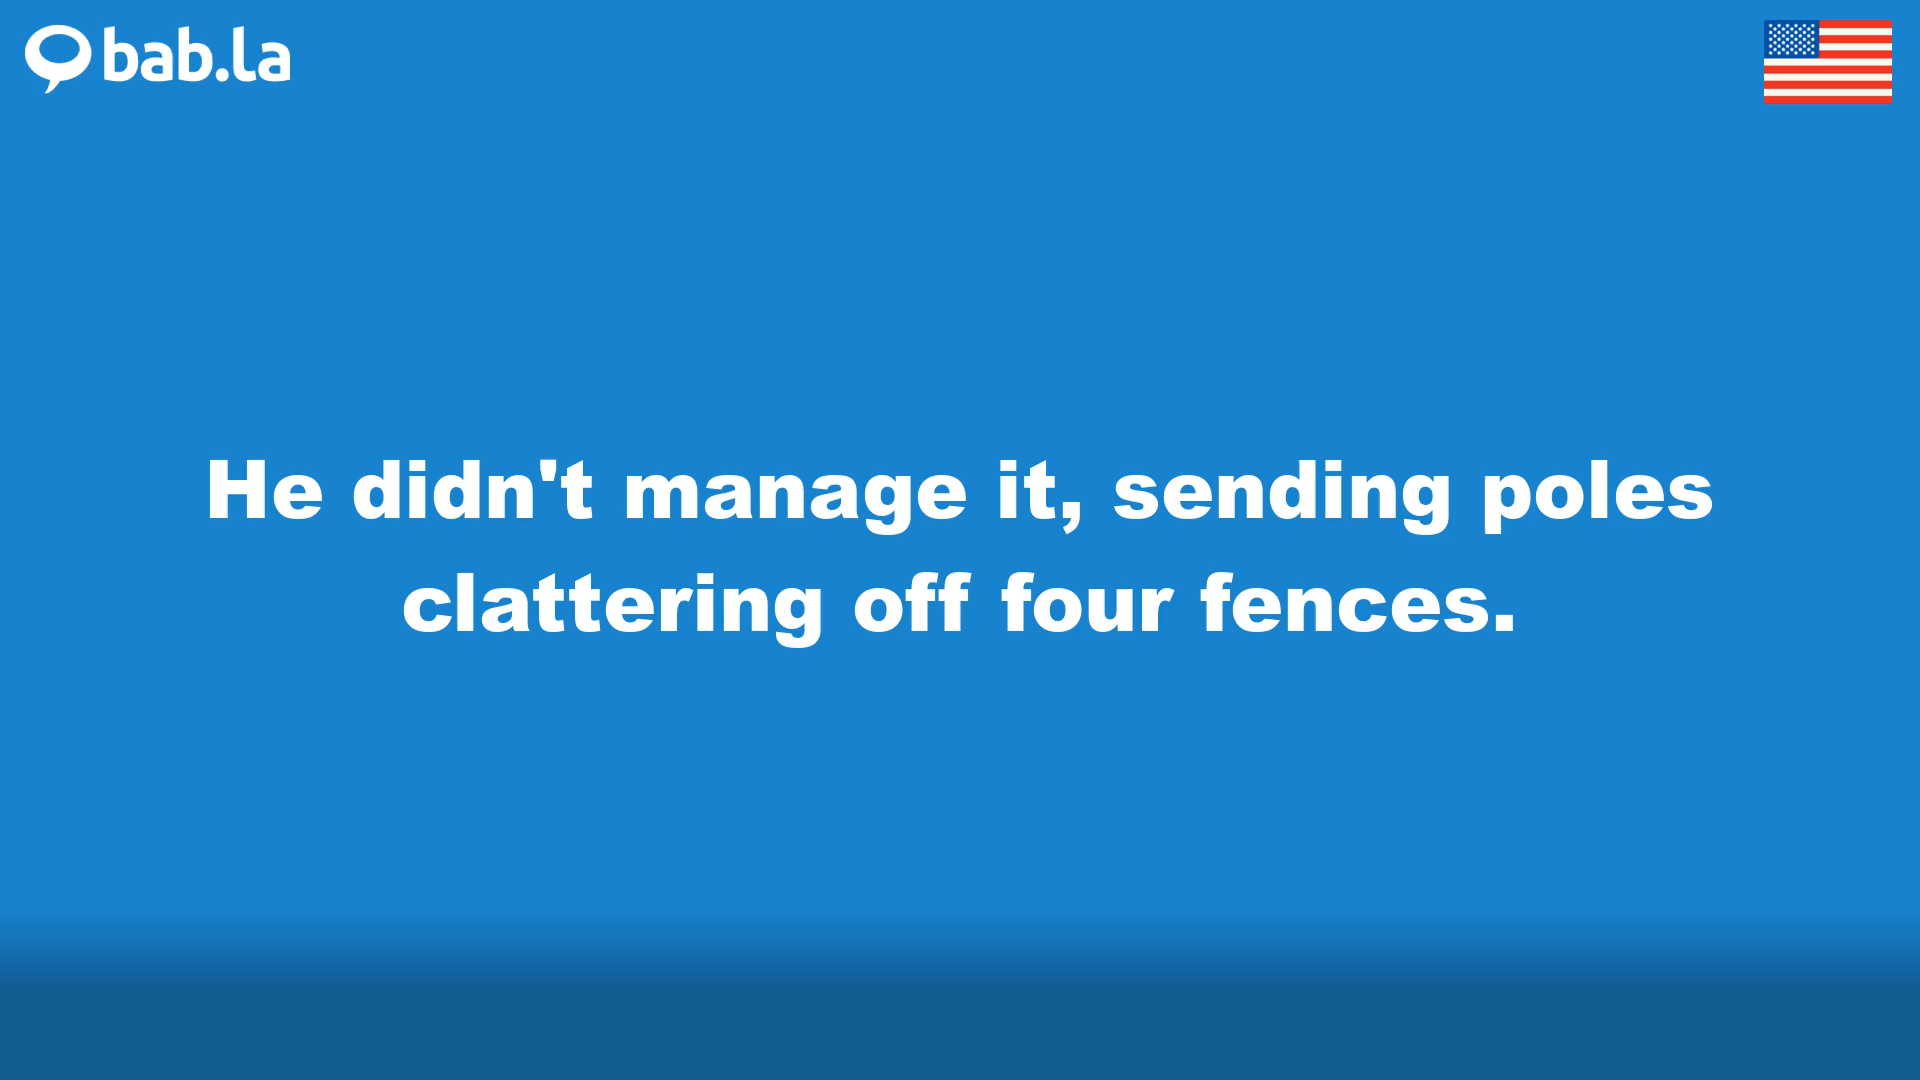 bab.la
He didn't manage it, sending poles
clattering off four fences.